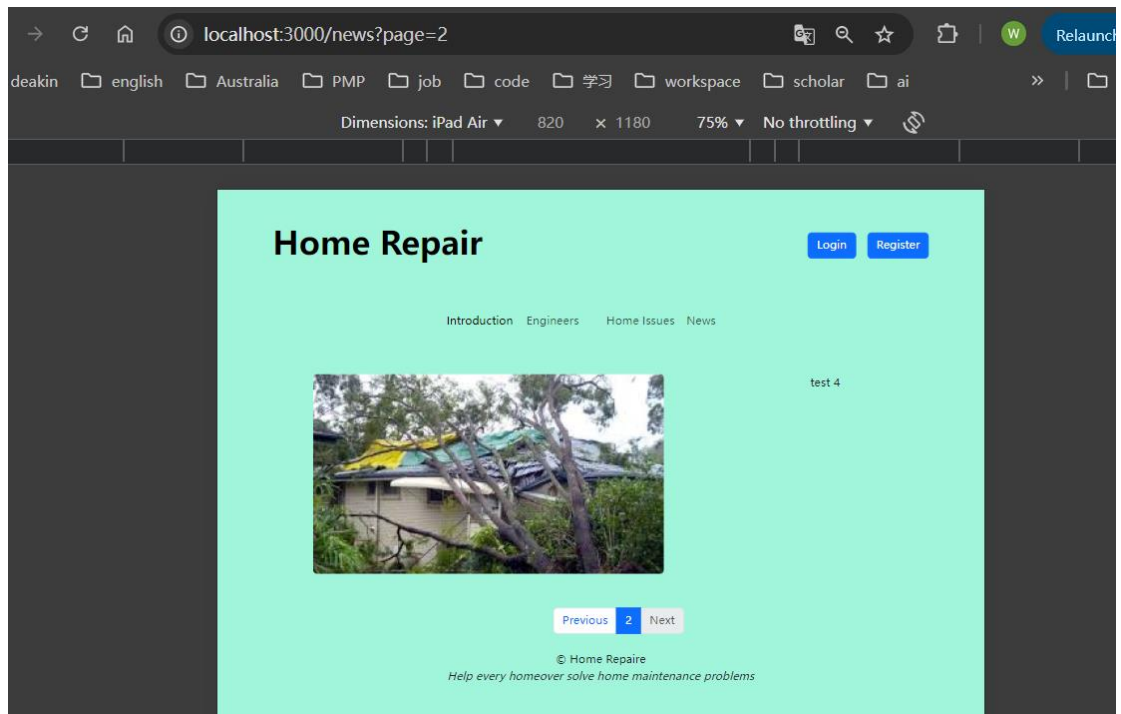 localhost:3000/news?page=2
W
Relaunch
deakin english Australia PMP job code 学习 workspace scholar ai »
Dimensions: iPad Air ▼ 820 × 1180 75% ▼ No throttling ▼
Home Repair
Login Register
Introduction Engineers Home Issues News
test 4
Previous 2 Next
© Home Repaire
Help every homeover solve home maintenance problems